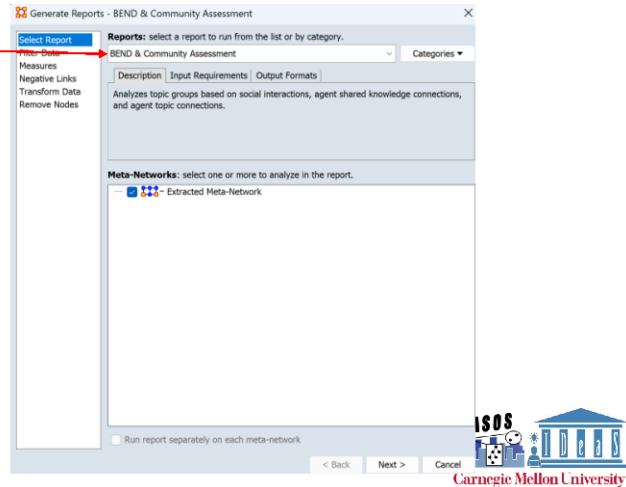 Generate Reports - BEND & Community Assessment
Select Report
Filter Data
Measures
Negative Links
Transform Data
Remove Nodes
Reports: select a report to run from the list or by category.
BEND & Community Assessment
Categories
Description
Input Requirements
Output Formats
Analyzes topic groups based on social interactions, agent shared knowledge connections,
and agent topic connections.
Meta-Networks: select one or more to analyze in the report.
Extracted Meta-Network
Run report separately on each meta-network
< Back
Next >
Cancel
IDeaS
Carnegie Mellon University